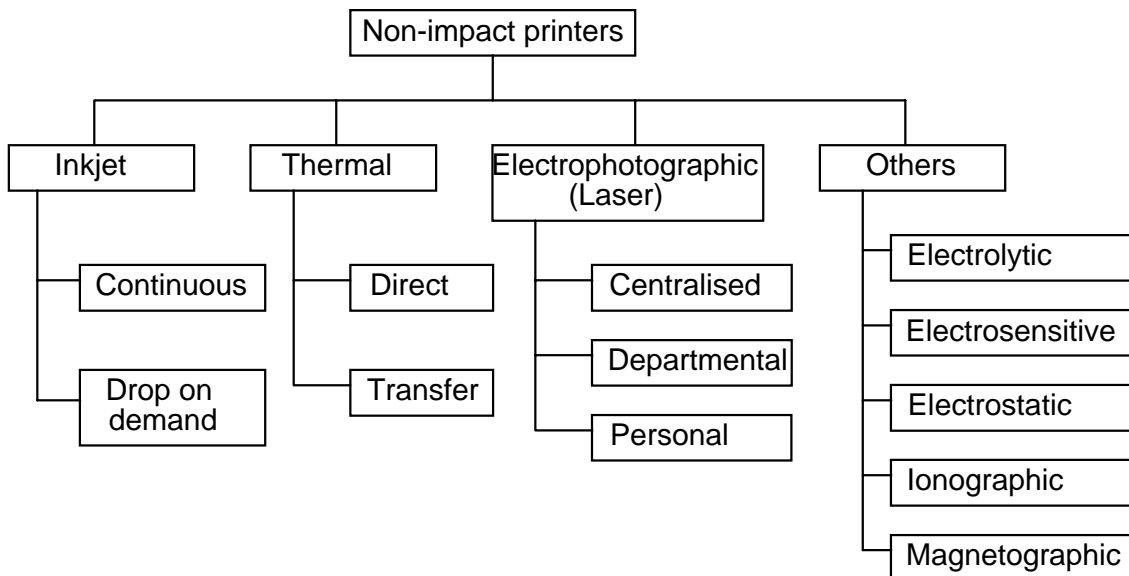 Non-impact printers
Inkjet
Thermal
Electrophotographic
(Laser)
Others
Continuous
Drop on
demand
Direct
Transfer
Centralised
Departmental
Personal
Electrolytic
Electrosensitive
Electrostatic
Ionographic
Magnetographic